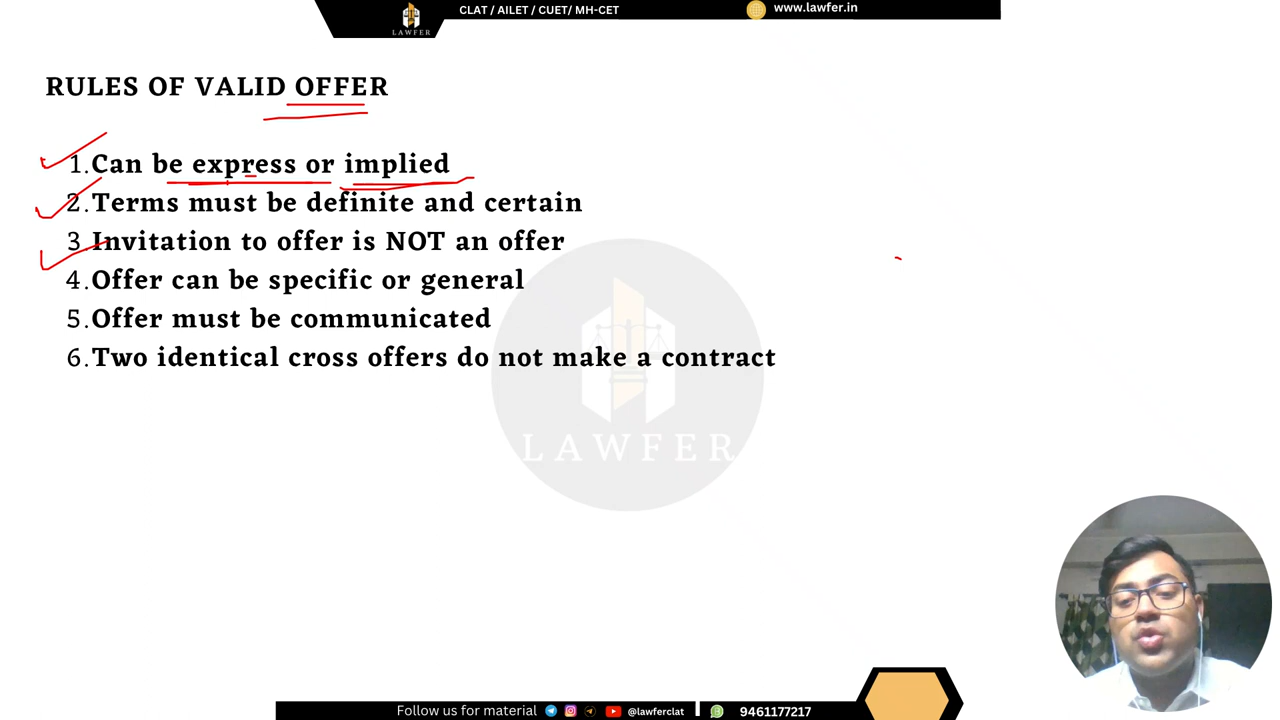 CLAT / AILET / CUET/ MH-CET
www.lawfer.in
LAWFER
RULES OF VALID OFFER
1.Can be express or implied
2.Terms must be definite and certain
3.Invitation to offer is NOT an offer
4.Offer can be specific or general
5.Offer must be communicated
6.Two identical cross offers do not make a contract
LAWFER
Follow us for material @lawferclat 9461177217